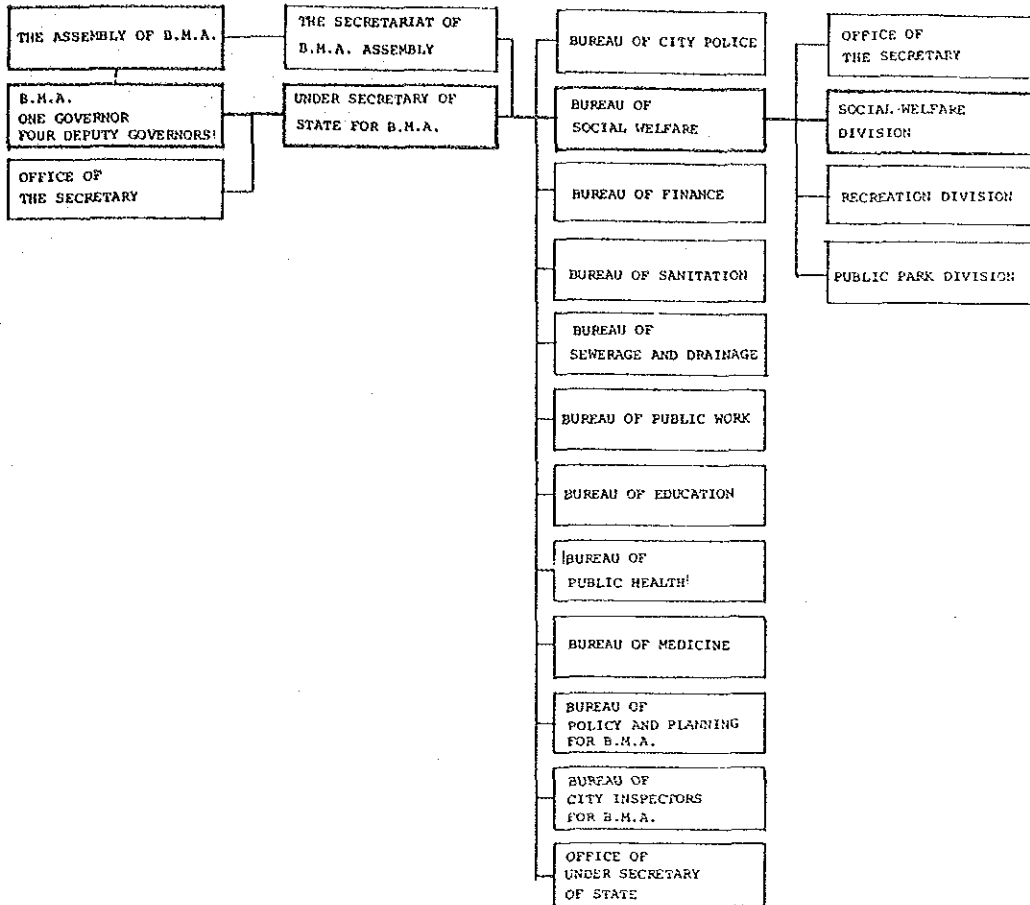 THE ASSEMBLY OF B.M.A.
B.M.A.
ONE GOVERNOR
FOUR DEPUTY GOVERNORS!
OFFICE OF
THE SECRETARY
THE SECRETARIAT OF
B.M.A. ASSEMBLY
UNDER SECRETARY OF
STATE FOR B.M.A.
BUREAU OF CITY POLICE
BUREAU OF
SOCIAL WELFARE
BUREAU OF FINANCE
BUREAU OF SANITATION
BUREAU OF
SEWERAGE AND DRAINAGE
BUREAU OF PUBLIC WORK
BUREAU OF EDUCATION
BUREAU OF
PUBLIC HEALTH
BUREAU OF MEDICINE
BUREAU OF
POLICY AND PLANNING
FOR B.M.A.
BUREAU OF
CITY INSPECTORS
FOR B.M.A.
OFFICE OF
UNDER SECRETARY
OF STATE
OFFICE OF
THE SECRETARY
SOCIAL-WELFARE
DIVISION
RECREATION DIVISION
PUBLIC PARK DIVISION